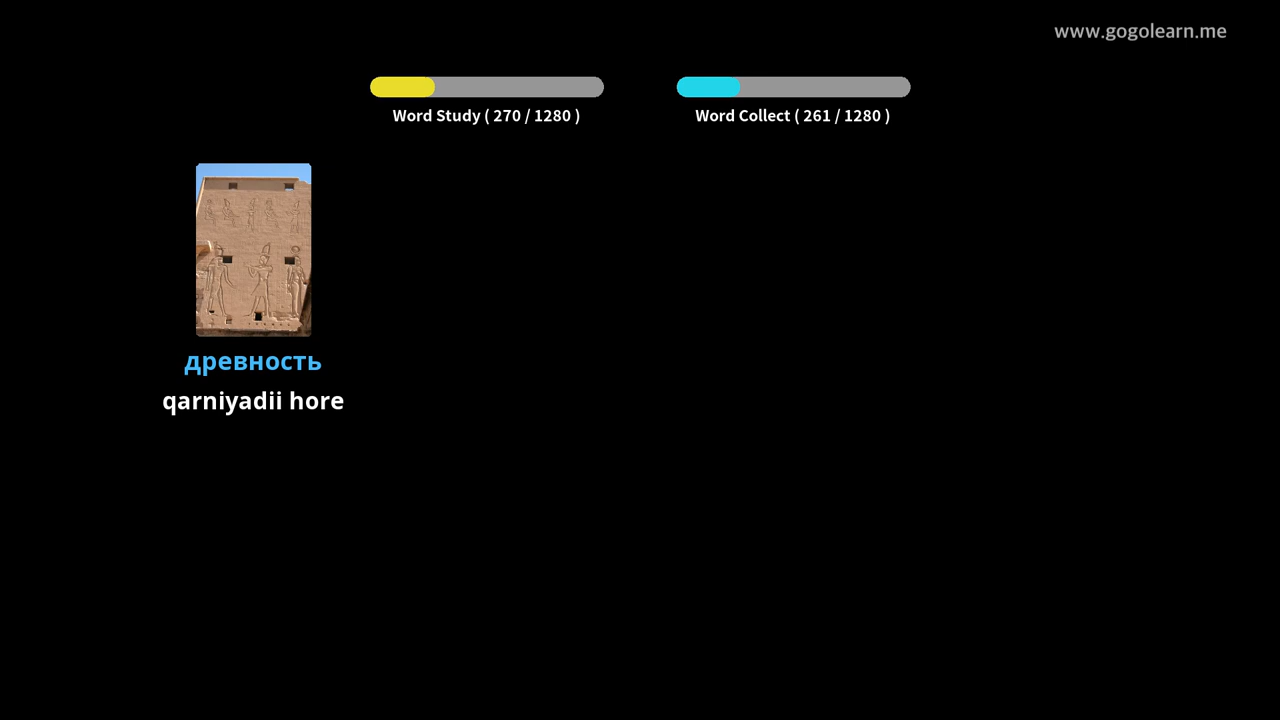 www.gogolearn.me
Word Study ( 270 / 1280 )
Word Collect ( 261 / 1280 )
древность
qarniyadii hore